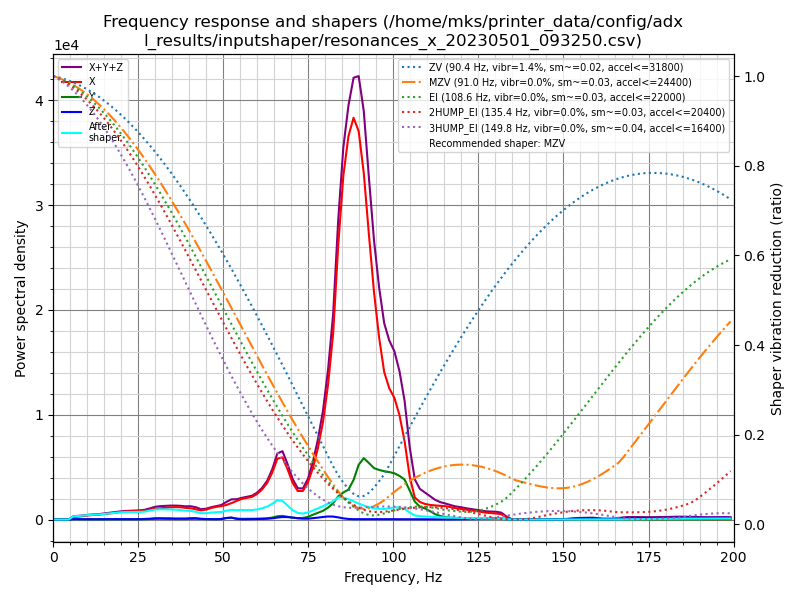 Frequency response and shapers (/home/mks/printer_data/config/adx
l_results/inputshaper/resonances_x_20230501_093250.csv)
1e4
X+Y+Z
X
Y
Z
After
shaper
ZV (90.4 Hz, vibr=1.4%, sm~=0.02, accel<=31800)
MZV (91.0 Hz, vibr=0.0%, sm~=0.03, accel<=24400)
EI (108.6 Hz, vibr=0.0%, sm~=0.03, accel<=22000)
2HUMP_EI (135.4 Hz, vibr=0.0%, sm~=0.03, accel<=20400)
3HUMP_EI (149.8 Hz, vibr=0.0%, sm~=0.04, accel<=16400)
Recommended shaper: MZV
Power spectral density
4
3
2
1
0
1.0
0.8
0.6
0.4
0.2
0.0
Shaper vibration reduction (ratio)
0 25 50 75 100 125 150 175 200
Frequency, Hz